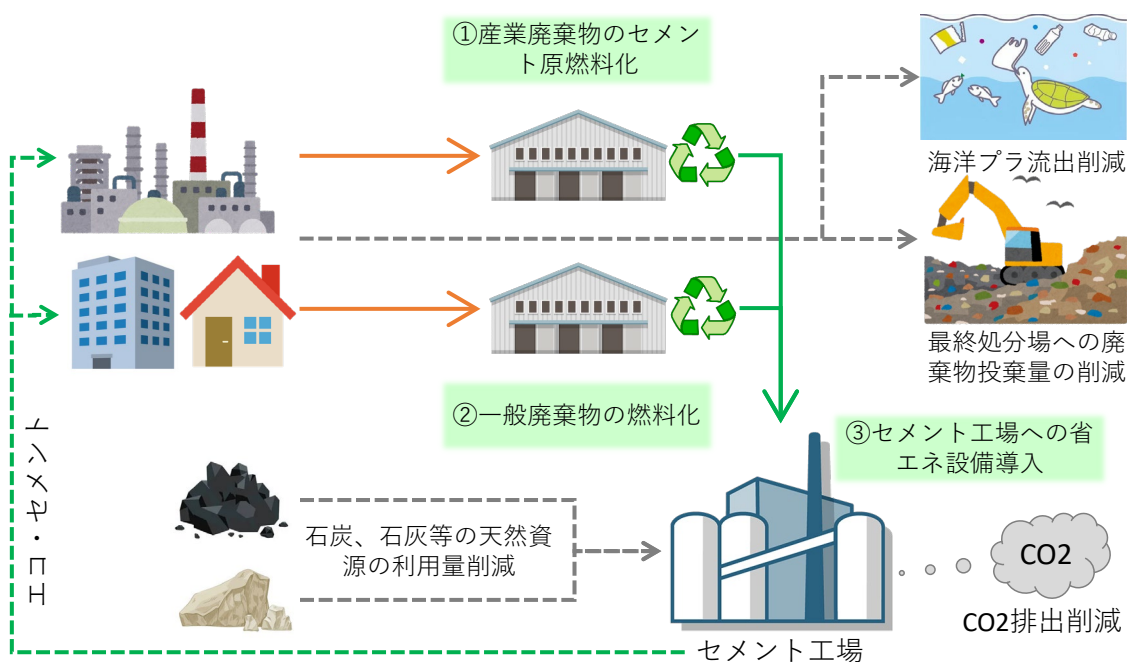 ①産業廃棄物のセメン
ト原燃料化
海洋プラ流出削減
最終処分場への廃
棄物投棄量の削減
②一般廃棄物の燃料化
③セメント工場への省
エネ設備導入
エコ・セメント
石炭、石灰等の天然資
源の利用量削減
CO2
CO2排出削減
セメント工場